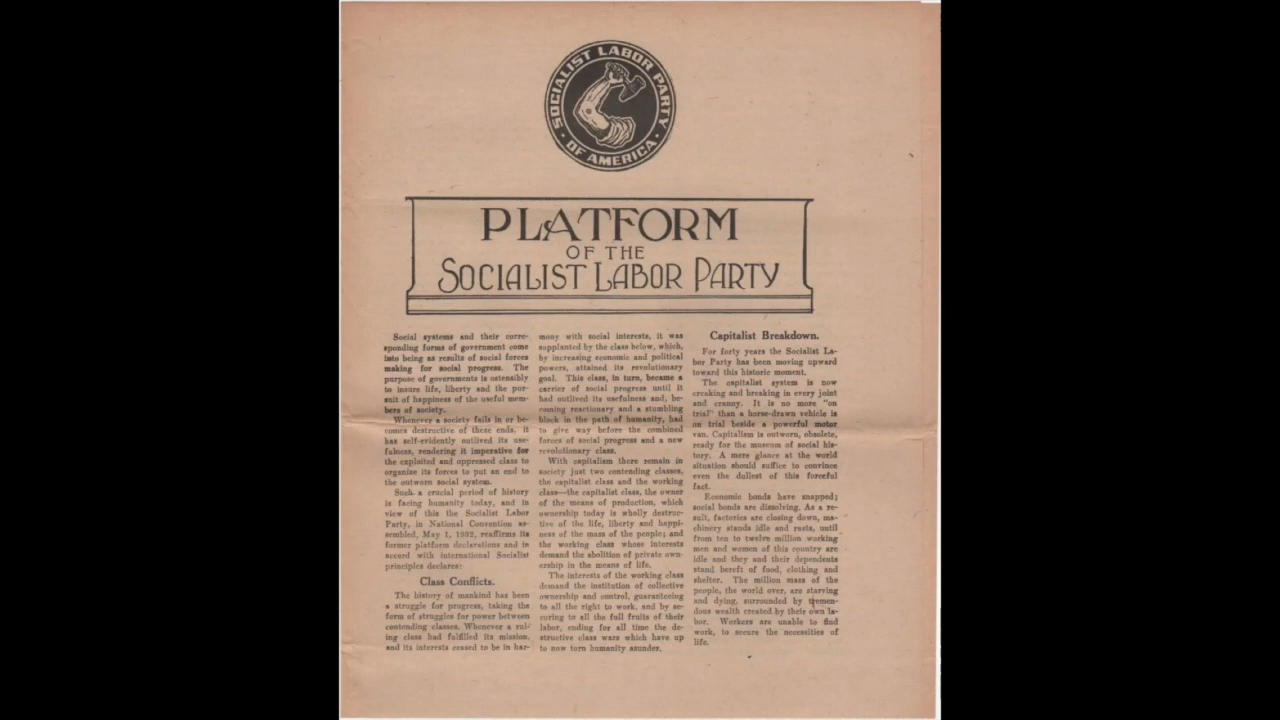 SOCIALIST LABOR PARTY
OF AMERICA
PLATFORM
OF THE
SOCIALIST LABOR PARTY
Social systems and their corre-
sponding forms of government come
into being as results of social forces
making for social progress. The
purpose of governments is ostensibly
to insure life, liberty and the pur-
suit of happiness of the useful mem-
bers of society.
Whenever a society fails in or be-
comes destructive of these ends, it
has self-evidently outlived its use-
fulness, rendering it imperative for
the exploited and oppressed class to
organize its forces to put an end to
the outworn social system.
Such a crucial period of history
is facing humanity today, and in
view of this the Socialist Labor
Party, in National Convention as-
sembled, May 1, 1932, reaffirms its
former platform declarations and in
accord with international Socialist
principles declares:
Class Conflicts.
The history of mankind has been
a struggle for progress, taking the
form of struggles for power between
contending classes. Whenever a rul-
ing class had fulfilled its mission,
and its interests ceased to be in har-
mony with social interests, it was
supplanted by the class below, which,
by increasing economic and political
powers, attained its revolutionary
goal. This class, in turn, became a
carrier of social progress until it
had outlived its usefulness and, be-
coming reactionary and a stumbling
block in the path of humanity, had
to give way before the combined
forces of social progress and a new
revolutionary class.
With capitalism there remain in
society just two contending classes,
the capitalist class and the working
class—the capitalist class, the owner
of the means of production, which
ownership today is wholly destruc-
tive of the life, liberty and happi-
ness of the mass of the people; and
the working class whose interests
demand the abolition of private own-
ership in the means of life.
The interests of the working class
demand the institution of collective
ownership and control, guaranteeing
to all the right to work, and by se-
curing to all the full fruits of their
labor, ending for all time the de-
structive class wars which have up
to now torn humanity asunder.
Capitalist Breakdown.
For forty years the Socialist La-
bor Party has been moving upward
toward this historic moment.
The capitalist system is now
creaking and breaking in every joint
and cranny. It is no more "on
trial" than a horse-drawn vehicle is
on trial beside a powerful motor
van. Capitalism is outworn, obsolete,
ready for the museum of social his-
tory. A mere glance at the world
situation should suffice to convince
even the dullest of this forceful
fact.
Economic bonds have snapped;
social bonds are dissolving. As a re-
sult, factories are closing down, ma-
chinery stands idle and rusts, until
from ten to twelve million working
men and women of this country are
idle and they and their dependents
stand bereft of food, clothing and
shelter. The million mass of the
people, the world over, are starving
and dying, surrounded by tremen-
dous wealth created by their own la-
bor. Workers are unable to find
work, to secure the necessities of
life.